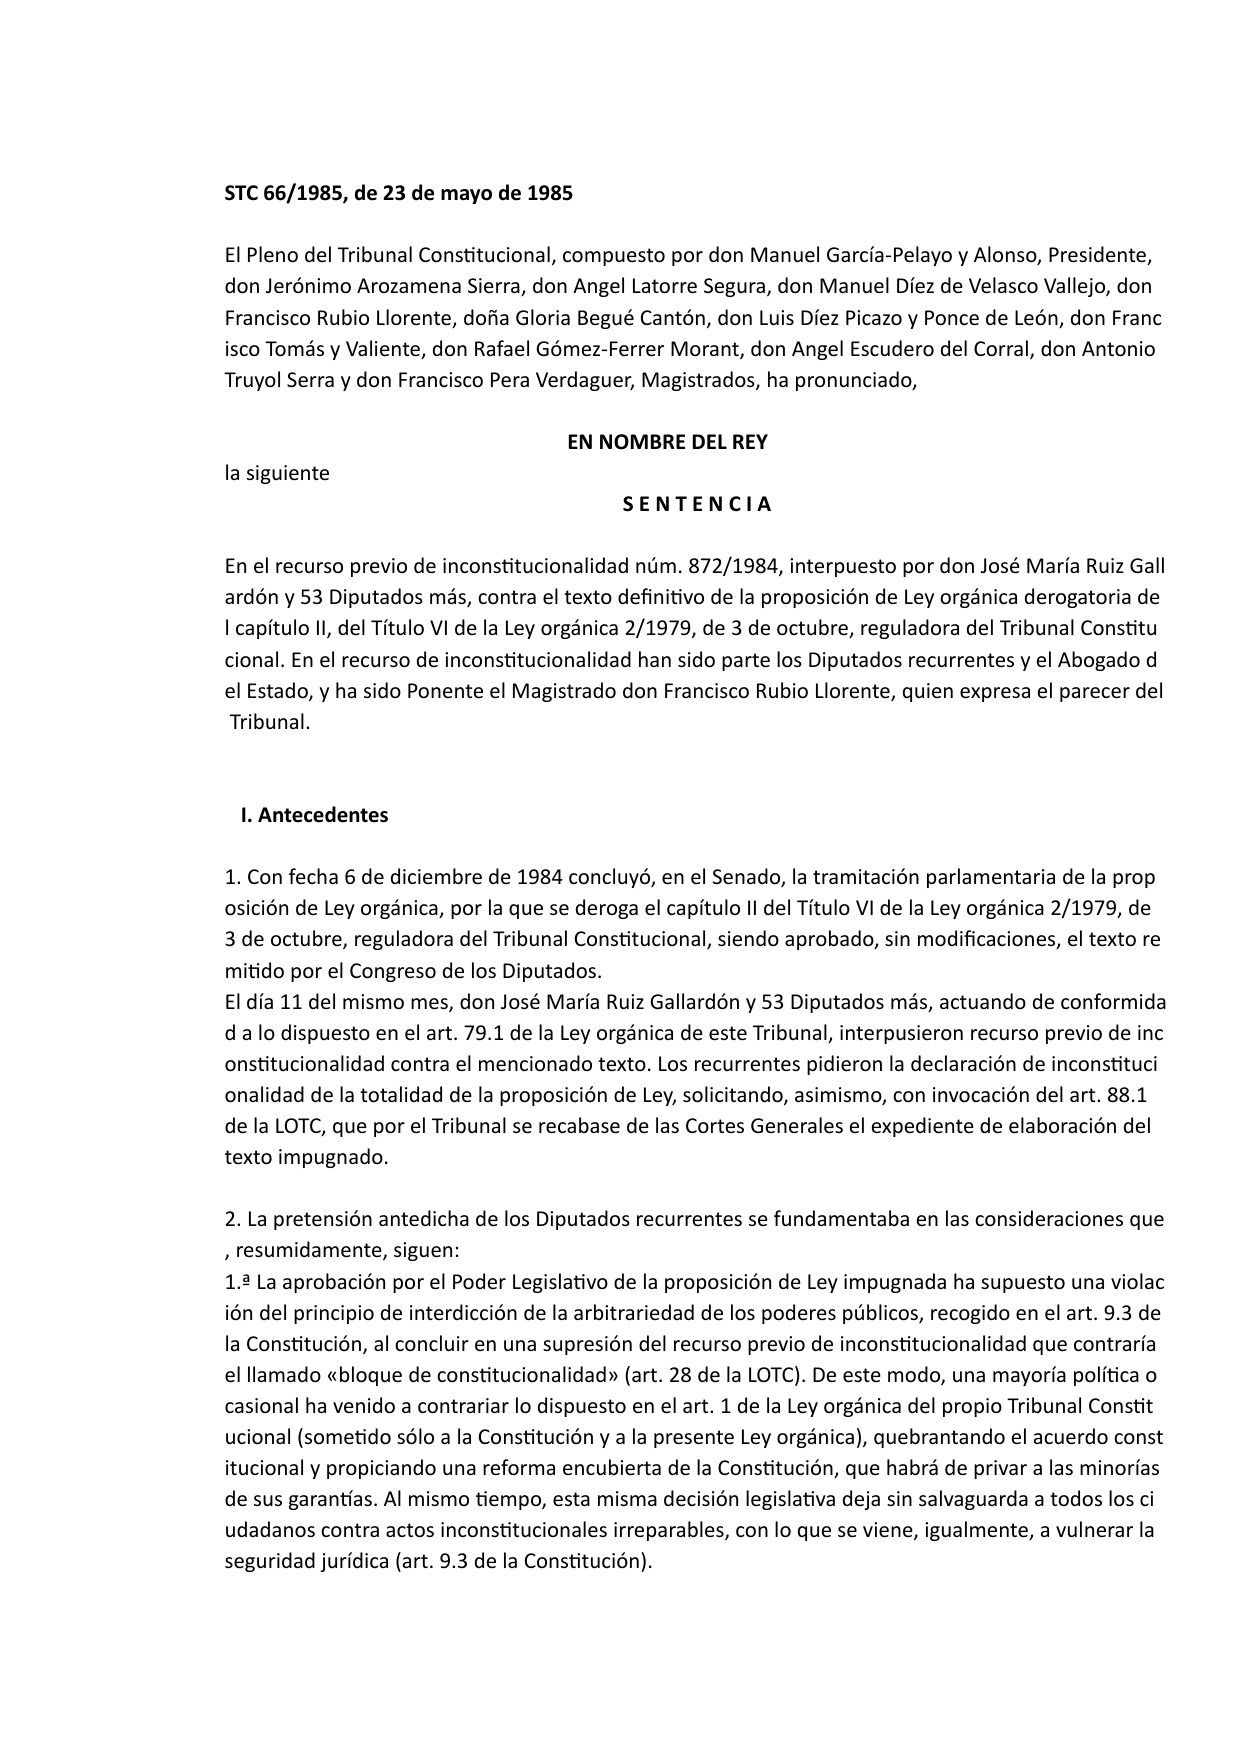 STC 66/1985, de 23 de mayo de 1985
El Pleno del Tribunal Constitucional, compuesto por don Manuel García-Pelayo y Alonso, Presidente,
don Jerónimo Arozamena Sierra, don Angel Latorre Segura, don Manuel Díez de Velasco Vallejo, don
Francisco Rubio Llorente, doña Gloria Begué Cantón, don Luis Díez Picazo y Ponce de León, don Franc
isco Tomás y Valiente, don Rafael Gómez-Ferrer Morant, don Angel Escudero del Corral, don Antonio
Truyol Serra y don Francisco Pera Verdaguer, Magistrados, ha pronunciado,
EN NOMBRE DEL REY
la siguiente
S E N T E N C I A
En el recurso previo de inconstitucionalidad núm. 872/1984, interpuesto por don José María Ruiz Gall
ardón y 53 Diputados más, contra el texto definitivo de la proposición de Ley orgánica derogatoria de
l capítulo II, del Título VI de la Ley orgánica 2/1979, de 3 de octubre, reguladora del Tribunal Constitu
cional. En el recurso de inconstitucionalidad han sido parte los Diputados recurrentes y el Abogado d
el Estado, y ha sido Ponente el Magistrado don Francisco Rubio Llorente, quien expresa el parecer del
Tribunal.
I. Antecedentes
1. Con fecha 6 de diciembre de 1984 concluyó, en el Senado, la tramitación parlamentaria de la prop
osición de Ley orgánica, por la que se deroga el capítulo II del Título VI de la Ley orgánica 2/1979, de
3 de octubre, reguladora del Tribunal Constitucional, siendo aprobado, sin modificaciones, el texto re
mitido por el Congreso de los Diputados.
El día 11 del mismo mes, don José María Ruiz Gallardón y 53 Diputados más, actuando de conformida
d a lo dispuesto en el art. 79.1 de la Ley orgánica de este Tribunal, interpusieron recurso previo de inc
onstitucionalidad contra el mencionado texto. Los recurrentes pidieron la declaración de inconstituci
onalidad de la totalidad de la proposición de Ley, solicitando, asimismo, con invocación del art. 88.1
de la LOTC, que por el Tribunal se recabase de las Cortes Generales el expediente de elaboración del
texto impugnado.
2. La pretensión antedicha de los Diputados recurrentes se fundamentaba en las consideraciones que
, resumidamente, siguen:
1.ª La aprobación por el Poder Legislativo de la proposición de Ley impugnada ha supuesto una violac
ión del principio de interdicción de la arbitrariedad de los poderes públicos, recogido en el art. 9.3 de
la Constitución, al concluir en una supresión del recurso previo de inconstitucionalidad que contraría
el llamado «bloque de constitucionalidad» (art. 28 de la LOTC). De este modo, una mayoría política o
casional ha venido a contrariar lo dispuesto en el art. 1 de la Ley orgánica del propio Tribunal Constit
ucional (sometido sólo a la Constitución y a la presente Ley orgánica), quebrantando el acuerdo const
itucional y propiciando una reforma encubierta de la Constitución, que habrá de privar a las minorías
de sus garantías. Al mismo tiempo, esta misma decisión legislativa deja sin salvaguarda a todos los ci
udadanos contra actos inconstitucionales irreparables, con lo que se viene, igualmente, a vulnerar la
seguridad jurídica (art. 9.3 de la Constitución).